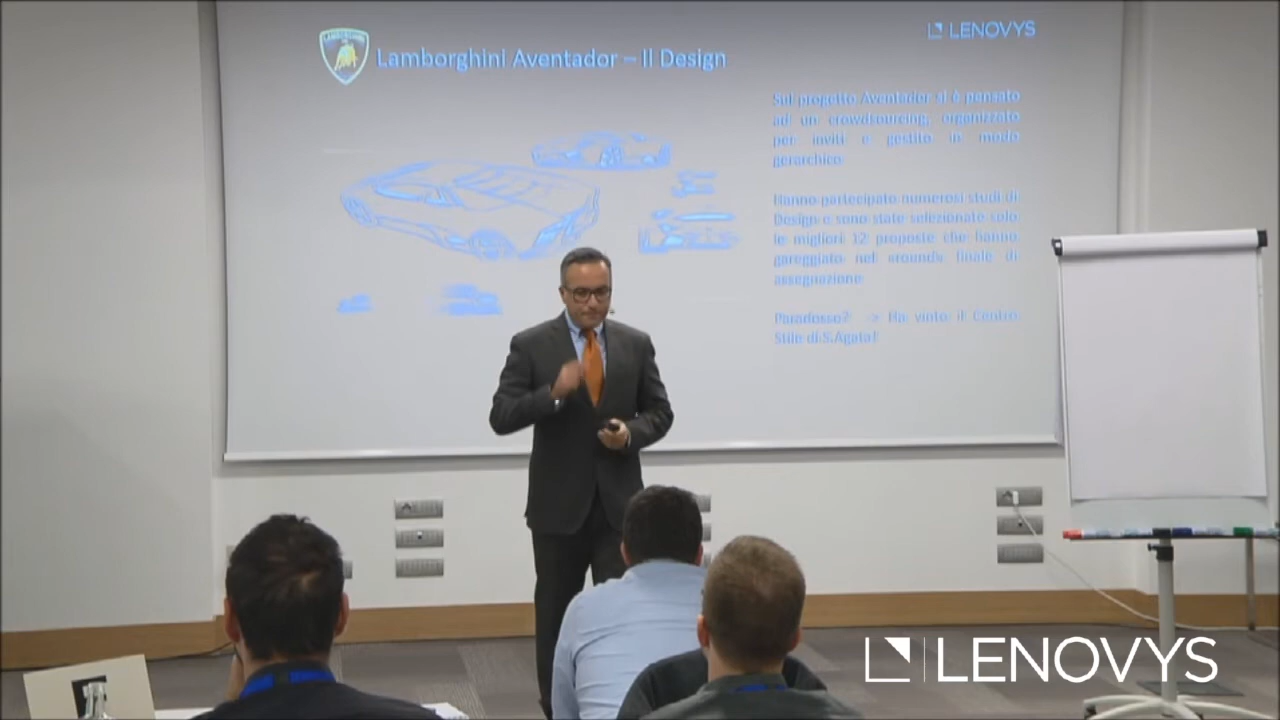 LAMBORGHINI
Lamborghini Aventador – Il Design
LENOVYS
Sul progetto Aventador si è pensato
ad un crowdsourcing, organizzato
per inviti e gestito in modo
gerarchico
Hanno partecipato numerosi studi di
Design e sono state selezionate solo
le migliori 12 proposte che hanno
gareggiato nel «round» finale di
assegnazione
Paradosso? -> Ha vinto il Centro
Stile di S.Agata!
LENOVYS